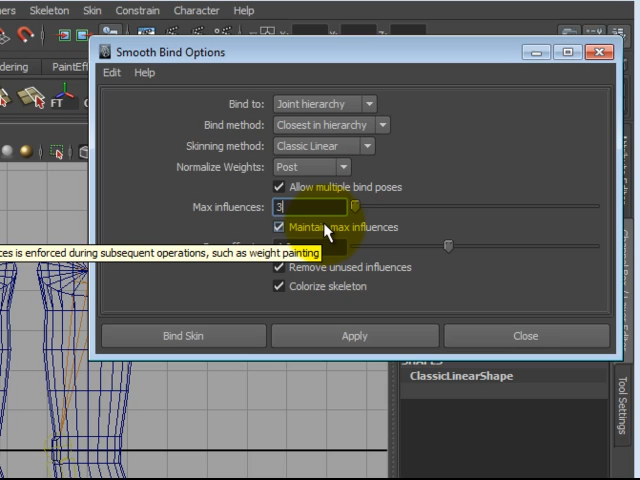 Skeleton Skin Constrain Character Help
Smooth Bind Options
dering
Edit Help
FT
Bind to: Joint hierarchy
Bind method: Closest in hierarchy
Skinning method: Classic Linear
Normalize Weights: Post
Allow multiple bind poses
Max influences: 3
Maintain max influences
is enforced during subsequent operations, such as weight painting
Remove unused influences
Colorize skeleton
Bind Skin Apply Close
ClassicLinearShape
Tool Settings